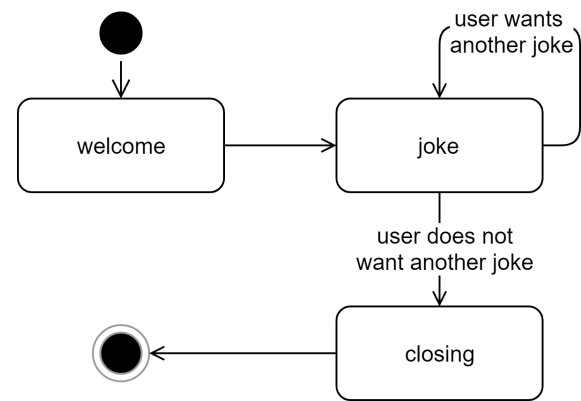 user wants
another joke
welcome
joke
user does not
want another joke
closing